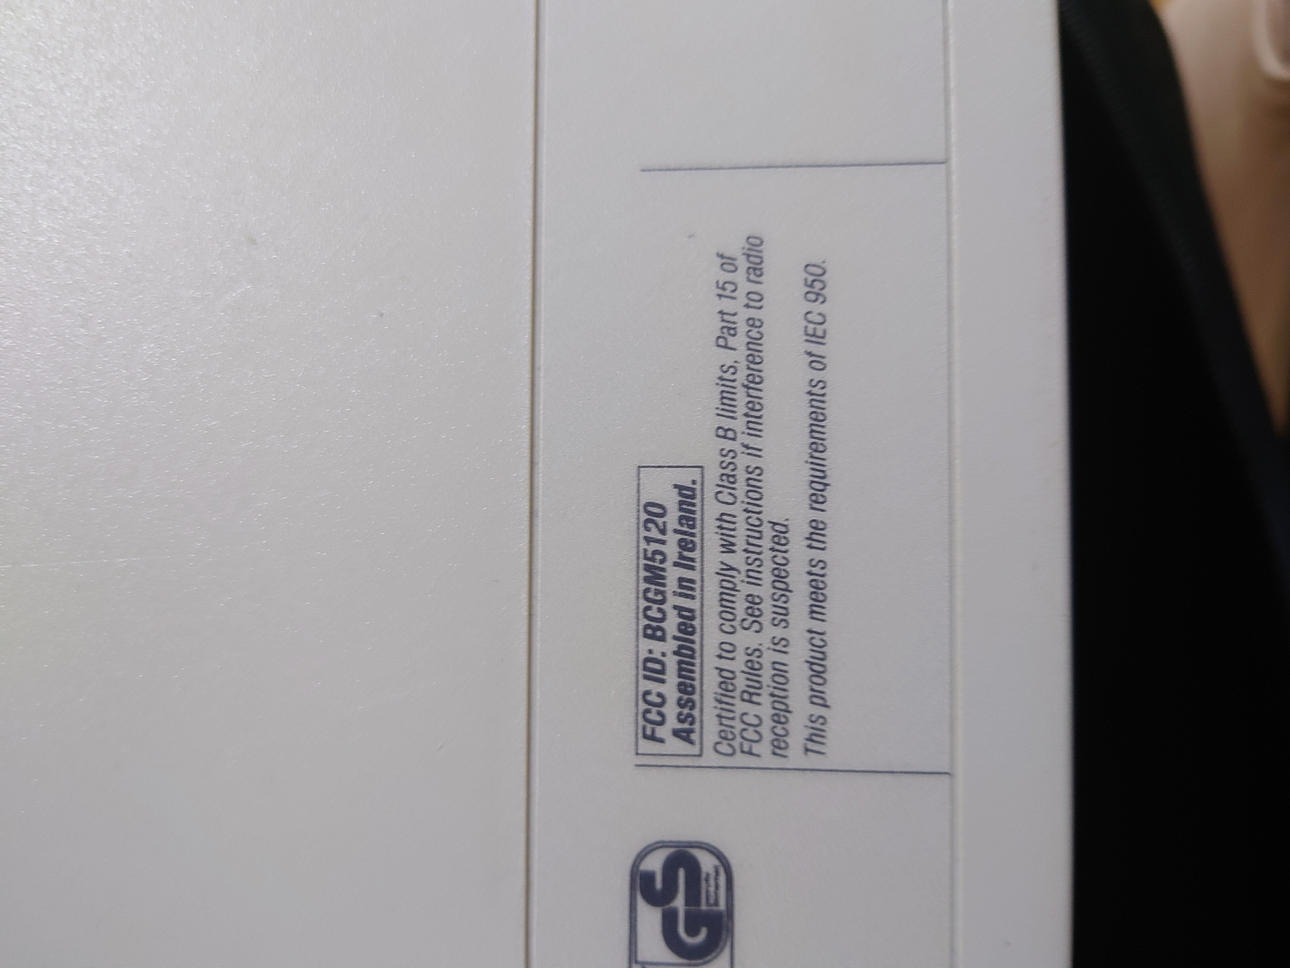 FCC ID: BCGM5120
Assembled in Ireland.
Certified to comply with Class B limits, Part 15 of
FCC Rules. See instructions if interference to radio
reception is suspected.
This product meets the requirements of IEC 950.
GS